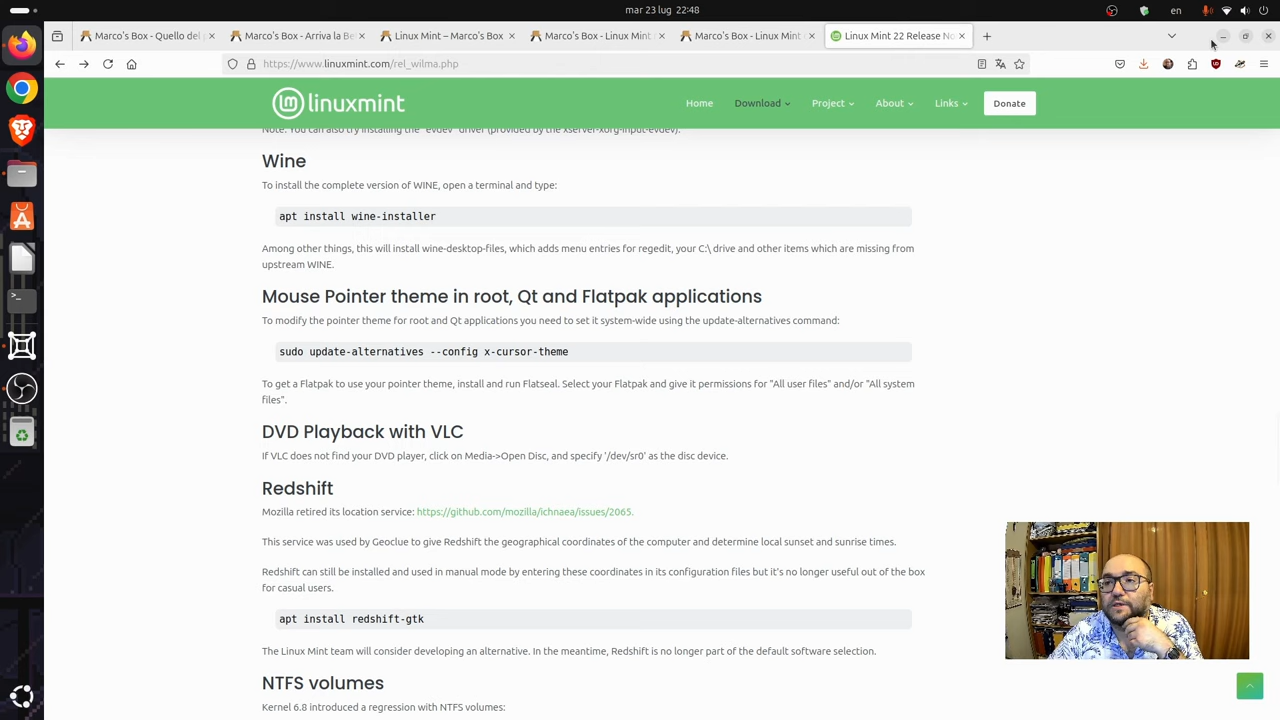 mar 23 lug 22:48
en
Marco's Box - Quello del p
Marco's Box - Arriva la Be
Linux Mint – Marco's Box
Marco's Box - Linux Mint
Marco's Box - Linux Mint
Linux Mint 22 Release No
https://www.linuxmint.com/rel_wilma.php
linuxmint
Home
Download
Project
About
Links
Donate
Note: You can also try installing the "evdev" driver (provided by the xserver-xorg-input-evdev).
Wine
To install the complete version of WINE, open a terminal and type:
apt install wine-installer
Among other things, this will install wine-desktop-files, which adds menu entries for regedit, your C:\ drive and other items which are missing from
upstream WINE.
Mouse Pointer theme in root, Qt and Flatpak applications
To modify the pointer theme for root and Qt applications you need to set it system-wide using the update-alternatives command:
sudo update-alternatives --config x-cursor-theme
To get a Flatpak to use your pointer theme, install and run Flatseal. Select your Flatpak and give it permissions for "All user files" and/or "All system
files".
DVD Playback with VLC
If VLC does not find your DVD player, click on Media->Open Disc, and specify '/dev/sr0' as the disc device.
Redshift
Mozilla retired its location service: https://github.com/mozilla/ichnaea/issues/2065.
This service was used by Geoclue to give Redshift the geographical coordinates of the computer and determine local sunset and sunrise times.
Redshift can still be installed and used in manual mode by entering these coordinates in its configuration files but it's no longer useful out of the box
for casual users.
apt install redshift-gtk
The Linux Mint team will consider developing an alternative. In the meantime, Redshift is no longer part of the default software selection.
NTFS volumes
Kernel 6.8 introduced a regression with NTFS volumes: